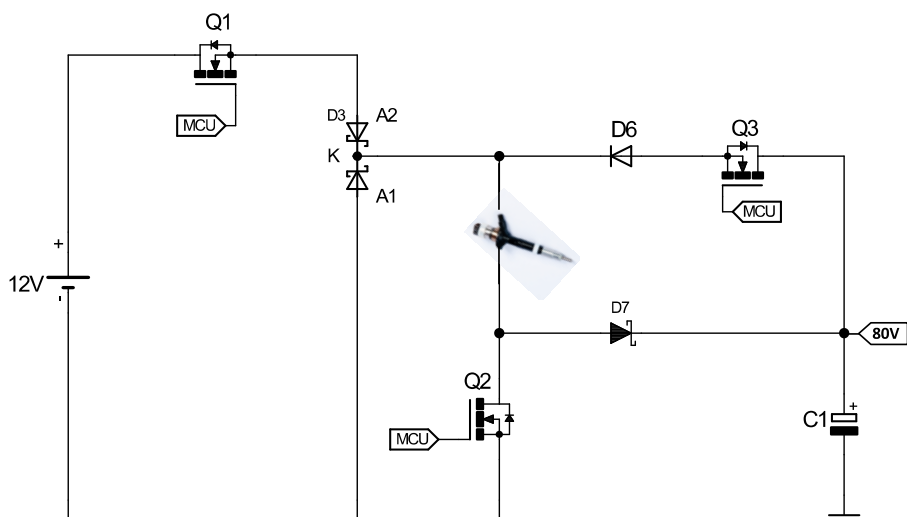 Q1
MCU
D3
A2
K
A1
D6
Q3
MCU
+
12V
-
D7
80V
Q2
MCU
C1
+